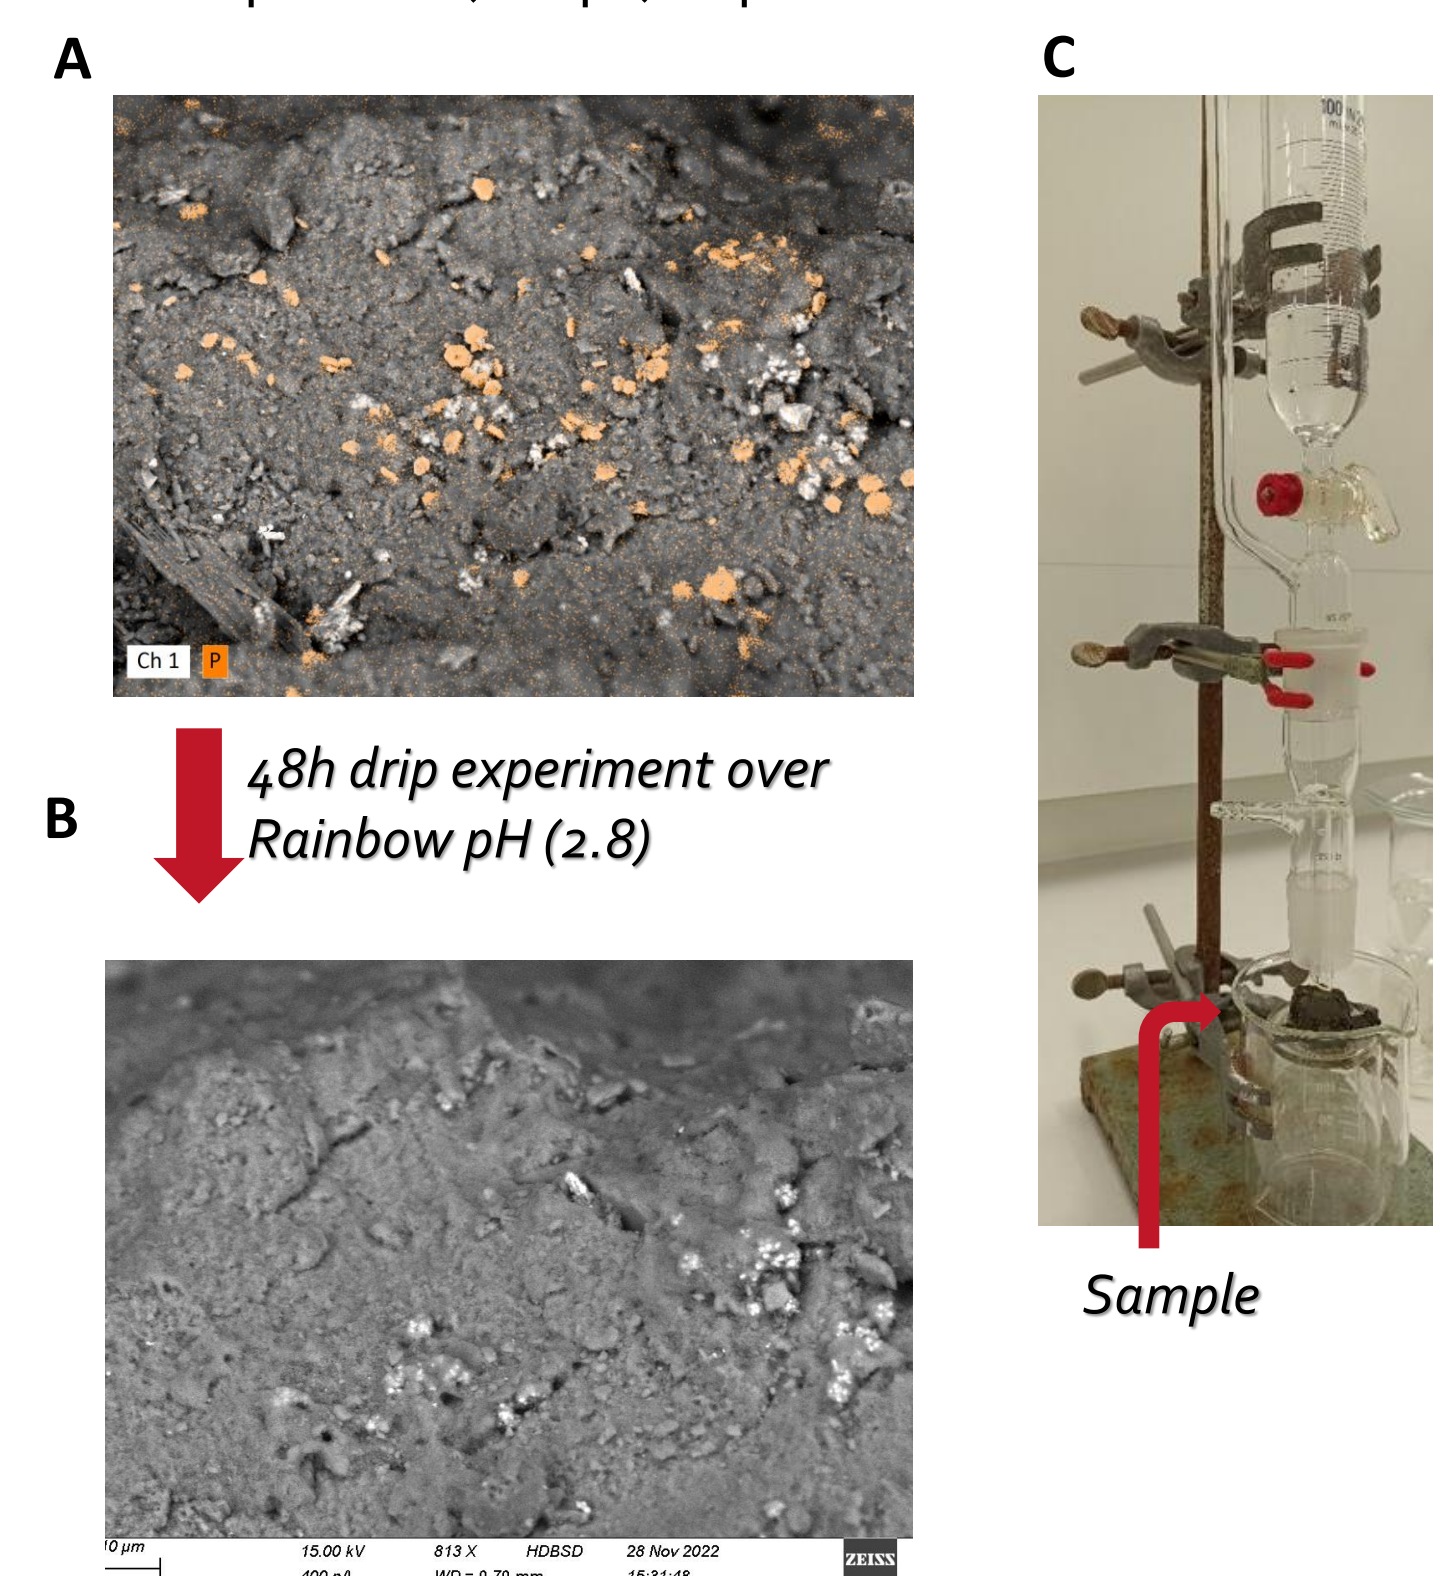 A
C
Ch 1 P
48h drip experiment over
Rainbow pH (2.8)
B
Sample
15.00 kV 813 X HDBSD 28 Nov 2022
ZEISS